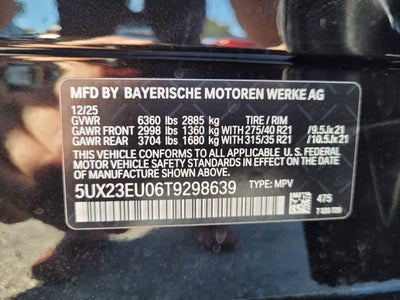 MFD BY BAYERISCHE MOTOREN WERKE AG
12/25
GVWR 6360 lbs 2885 kg TIRE / RIM
GAWR FRONT 2998 lbs 1360 kg WITH 275/40 R21 /9.5Jx21
GAWR REAR 3704 lbs 1680 kg WITH 315/35 R21 /10.5Jx21
THIS VEHICLE CONFORMS TO ALL APPLICABLE U.S. FEDERAL
MOTOR VEHICLE SAFETY AND THEFT PREVENTION
STANDARDS IN EFFECT ON THE DATE OF
MANUFACTURE SHOWN ABOVE.
5UX23EU06T9298639 TYPE: MPV
475